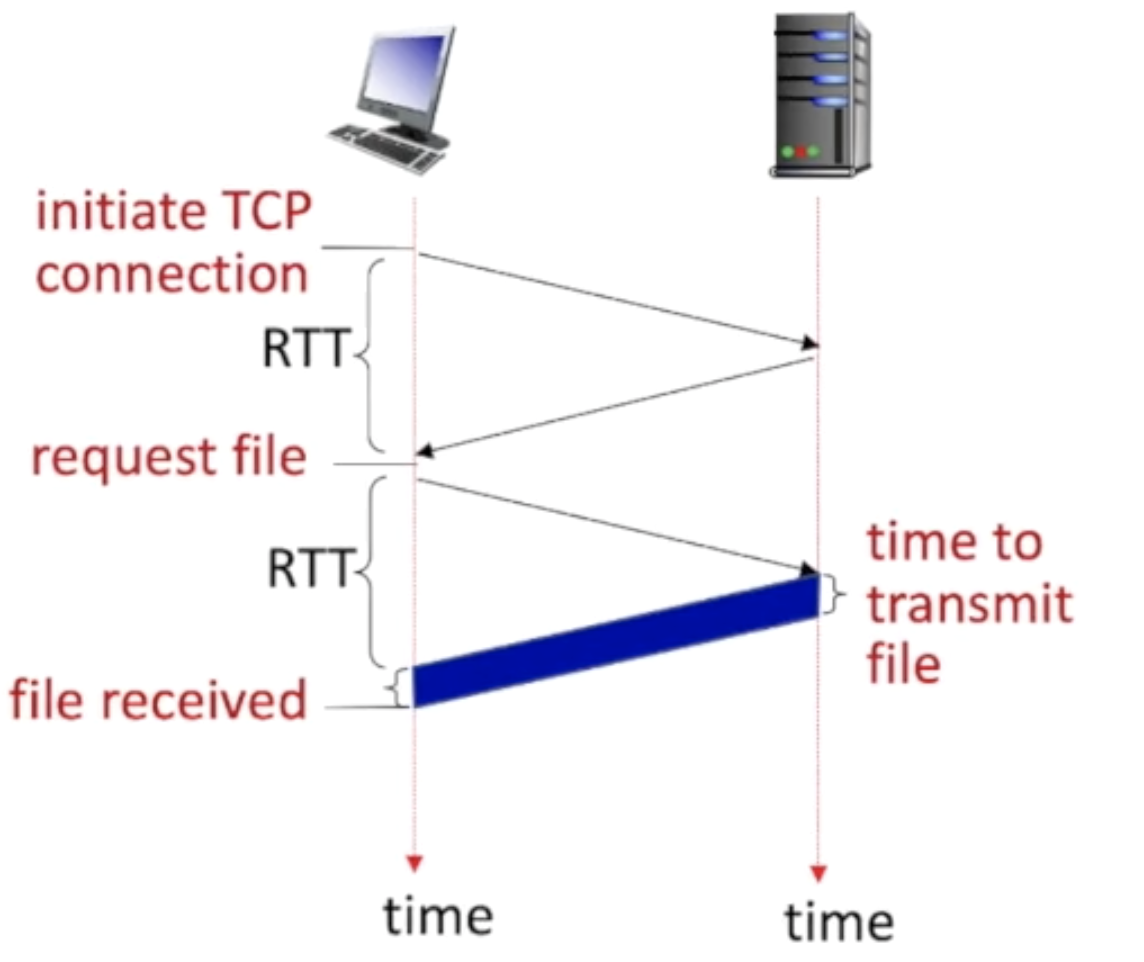 initiate TCP
connection
RTT
request file
RTT
time to
transmit
file
file received
time
time